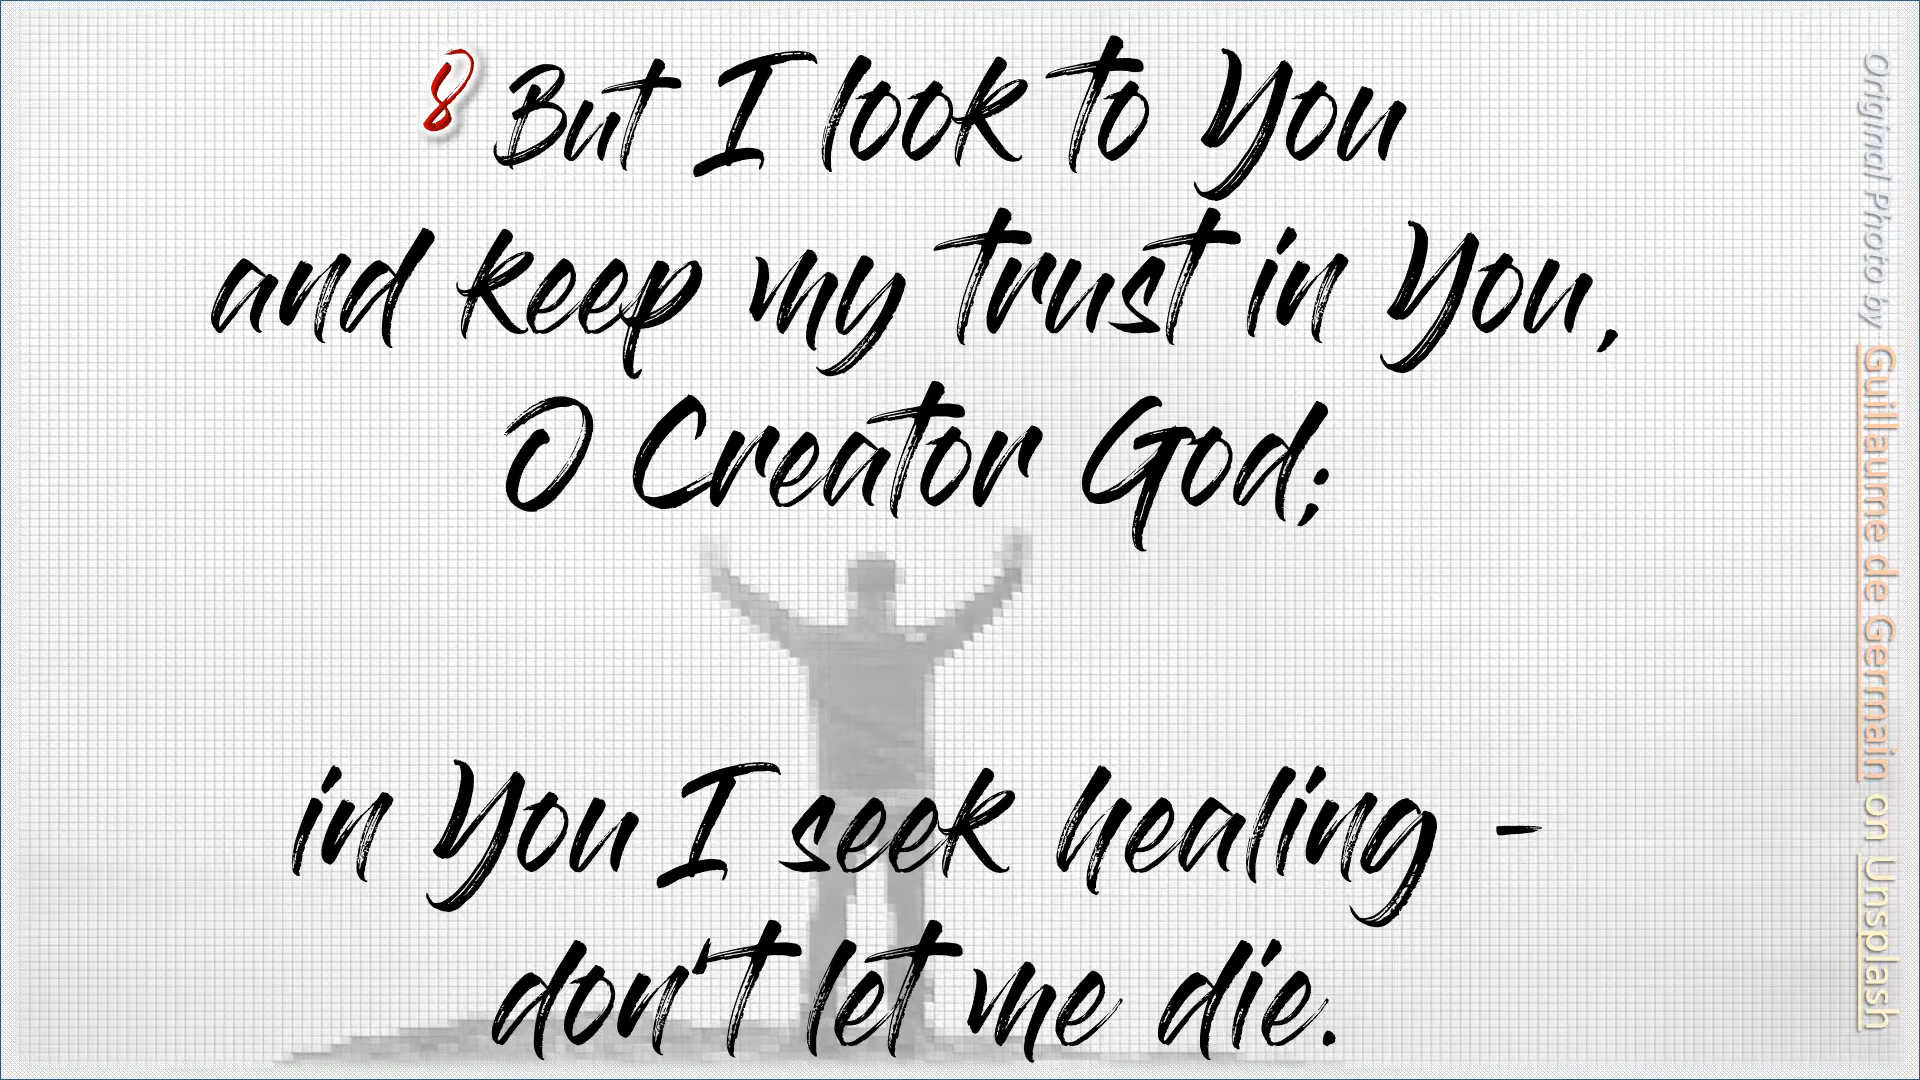 8 But I look to You
and keep my trust in You,
O Creator God;
in You I seek healing -
don't let me die.
Original Photo by Guillaume de Germain on Unsplash